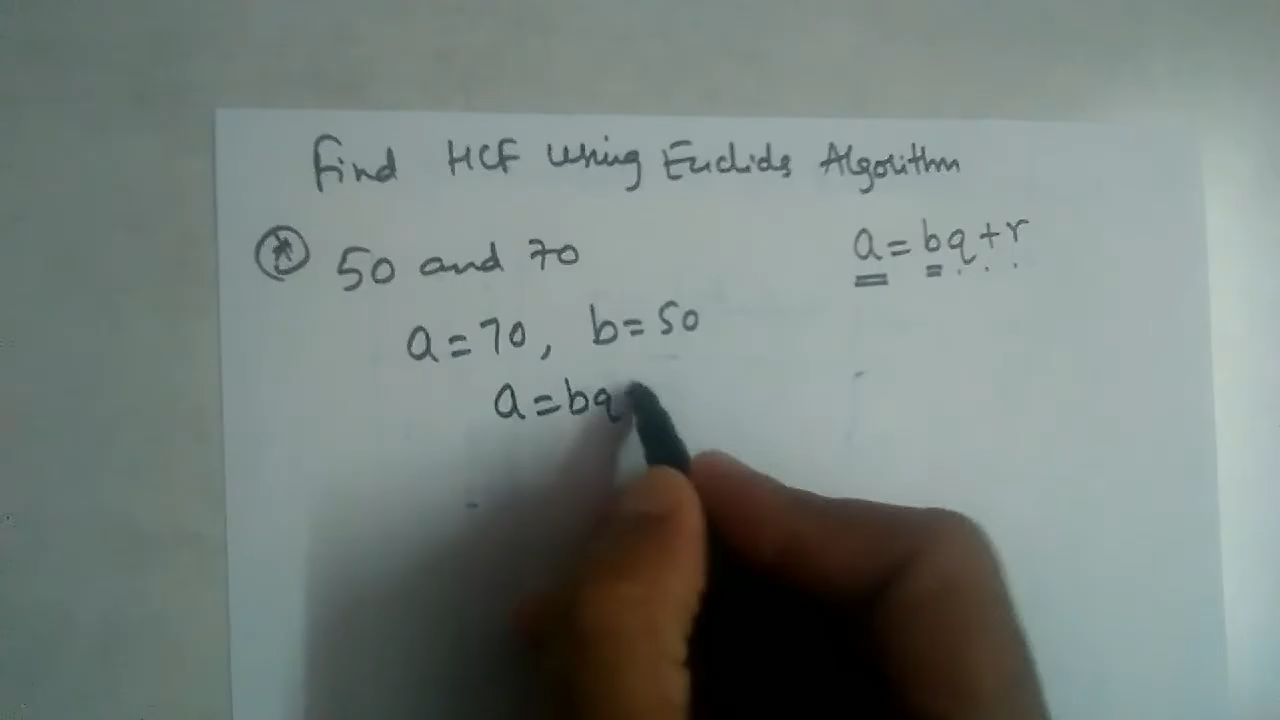 Find HCF using Euclids Algorithm
* 50 and 70
a = bq + r
a = 70, b = 50
a = bq